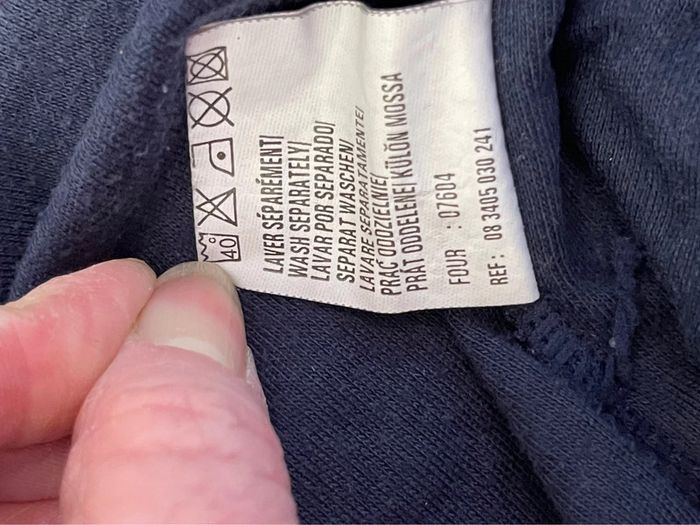 40
LAVER SÉPARÉMENT/
WASH SEPARATELY/
LAVAR POR SEPARADO/
SEPARAT WASCHEN/
LAVARE SEPARATAMENTE/
PRAĆ ODDZIELNIE/
PRÁT ODDELENE/ KÜLÖN MOSSA
FOUR : 07604
REF: 08 3405 030 241